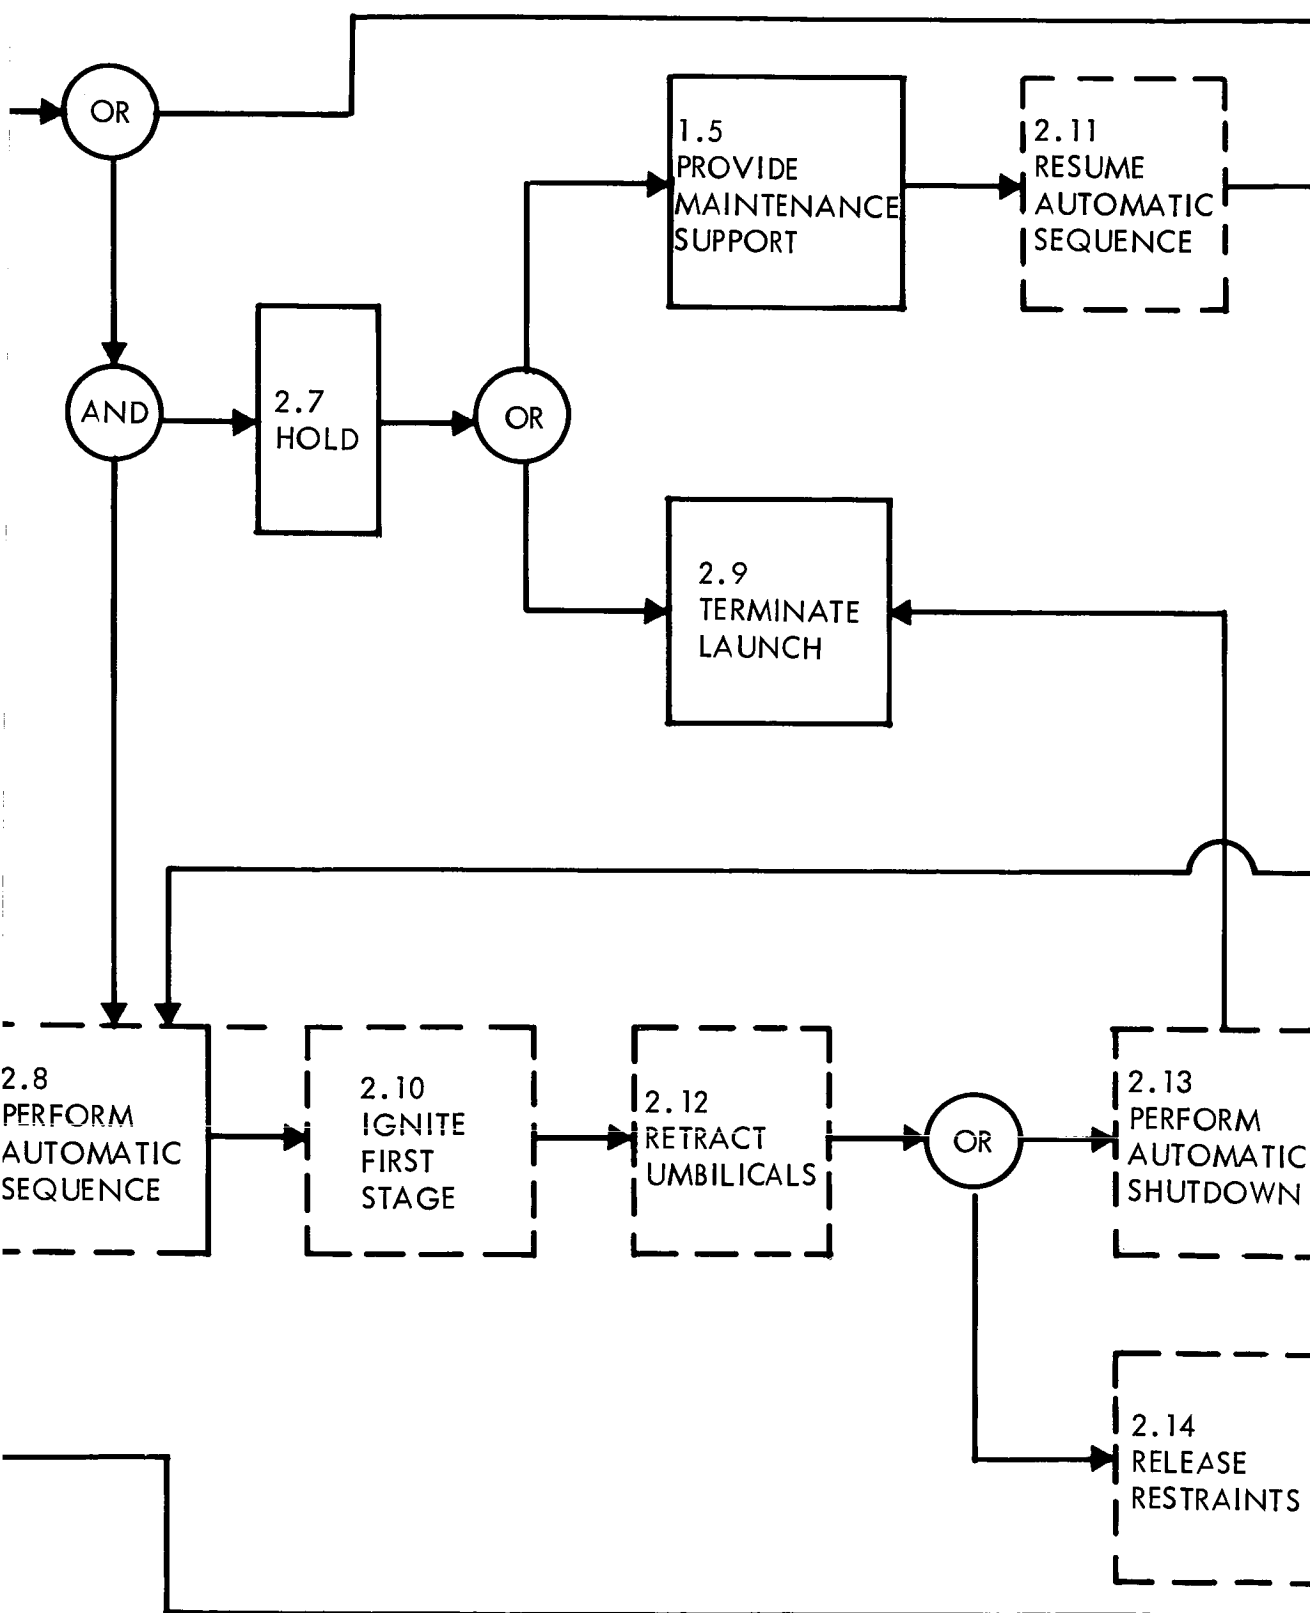 OR
1.5
PROVIDE
MAINTENANCE
SUPPORT
2.11
RESUME
AUTOMATIC
SEQUENCE
AND
2.7
HOLD
OR
2.9
TERMINATE
LAUNCH
2.8
PERFORM
AUTOMATIC
SEQUENCE
2.10
IGNITE
FIRST
STAGE
2.12
RETRACT
UMBILICALS
OR
2.13
PERFORM
AUTOMATIC
SHUTDOWN
2.14
RELEASE
RESTRAINTS